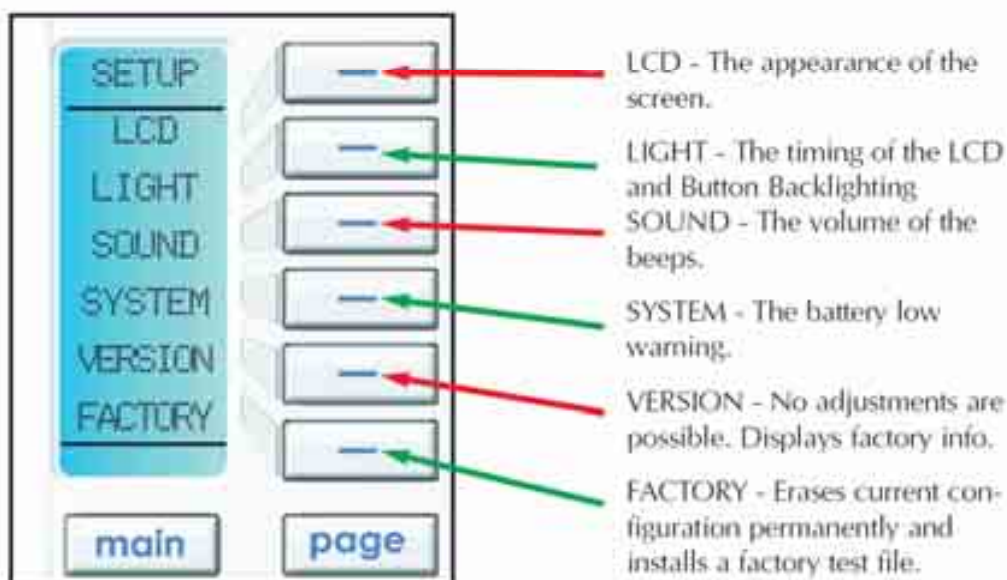 SETUP
LCD
LIGHT
SOUND
SYSTEM
VERSION
FACTORY
main
page
LCD - The appearance of the
screen.
LIGHT - The timing of the LCD
and Button Backlighting
SOUND - The volume of the
beeps.
SYSTEM - The battery low
warning.
VERSION - No adjustments are
possible. Displays factory info.
FACTORY - Erases current con-
figuration permanently and
installs a factory test file.